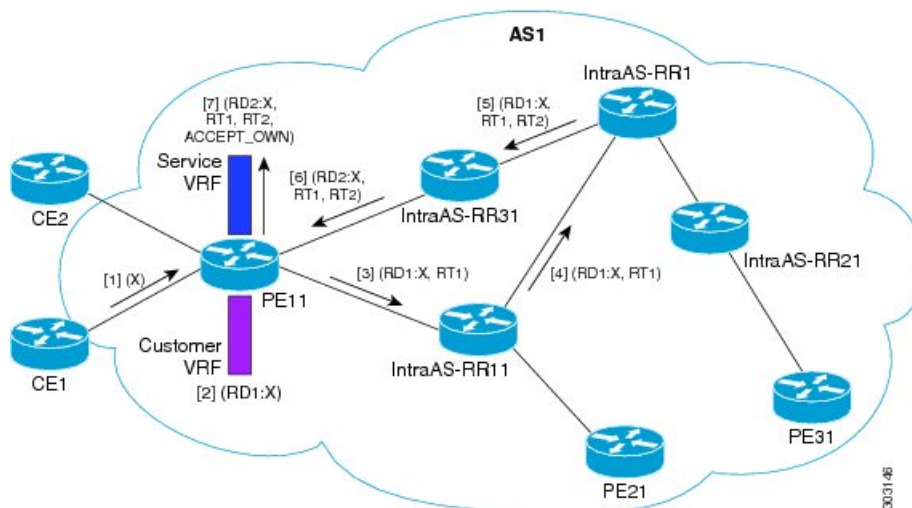 AS1
IntraAS-RR1
[7] (RD2:X,
RT1, RT2,
ACCEPT_OWN)
[5] (RD1:X,
RT1, RT2)
Service
VRF
[6] (RD2:X,
RT1, RT2)
IntraAS-RR31
CE2
IntraAS-RR21
[1] (X)
PE11
[3] (RD1:X, RT1)
[4] (RD1:X, RT1)
Customer
VRF
IntraAS-RR11
CE1
[2] (RD1:X)
PE31
PE21
303146